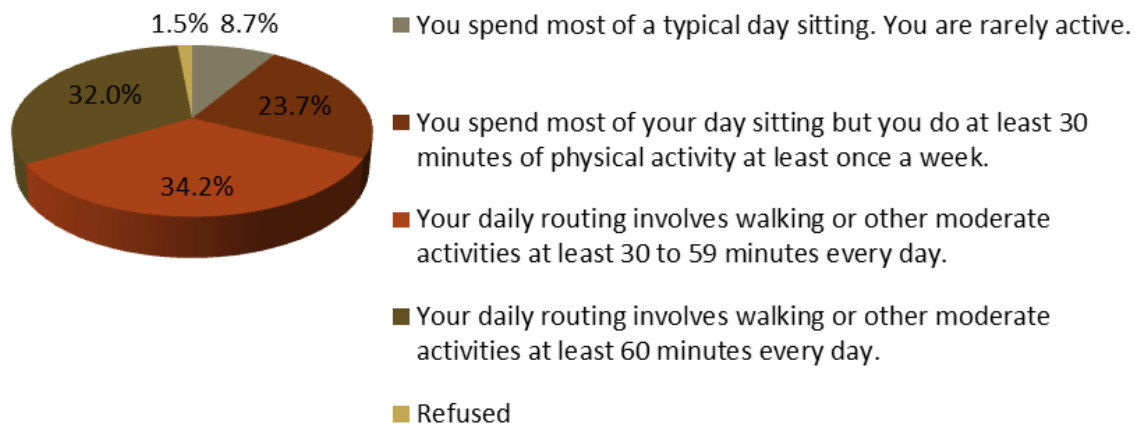 1.5% 8.7%
32.0%
23.7%
34.2%
You spend most of a typical day sitting. You are rarely active.
You spend most of your day sitting but you do at least 30
minutes of physical activity at least once a week.
Your daily routing involves walking or other moderate
activities at least 30 to 59 minutes every day.
Your daily routing involves walking or other moderate
activities at least 60 minutes every day.
Refused